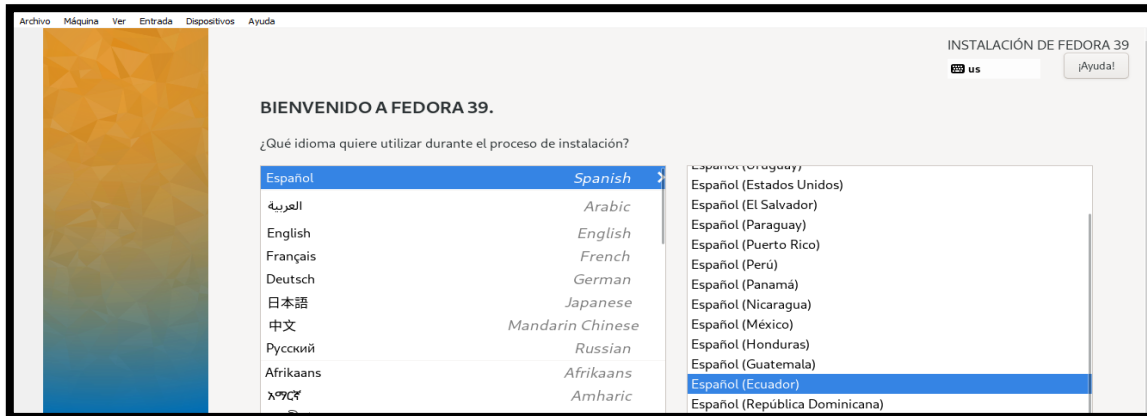 Archivo Máquina Ver Entrada Dispositivos Ayuda
INSTALACIÓN DE FEDORA 39
us
¡Ayuda!
BIENVENIDO A FEDORA 39.
¿Qué idioma quiere utilizar durante el proceso de instalación?
Español Spanish
العربية Arabic
English English
Français French
Deutsch German
日本語 Japanese
中文 Mandarin Chinese
Русский Russian
Afrikaans Afrikaans
አማርኛ Amharic
Español (Uruguay)
Español (Estados Unidos)
Español (El Salvador)
Español (Paraguay)
Español (Puerto Rico)
Español (Perú)
Español (Panamá)
Español (Nicaragua)
Español (México)
Español (Honduras)
Español (Guatemala)
Español (Ecuador)
Español (República Dominicana)